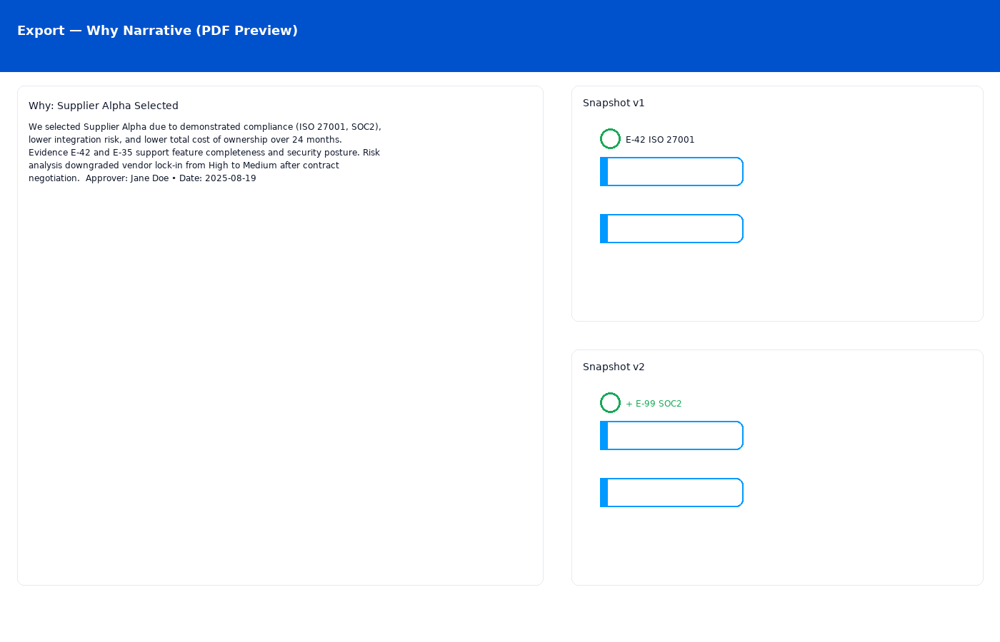 Export — Why Narrative (PDF Preview)
Why: Supplier Alpha Selected
We selected Supplier Alpha due to demonstrated compliance (ISO 27001, SOC2),
lower integration risk, and lower total cost of ownership over 24 months.
Evidence E-42 and E-35 support feature completeness and security posture. Risk
analysis downgraded vendor lock-in from High to Medium after contract
negotiation.  Approver: Jane Doe • Date: 2025-08-19
Snapshot v1
E-42 ISO 27001
Snapshot v2
+ E-99 SOC2